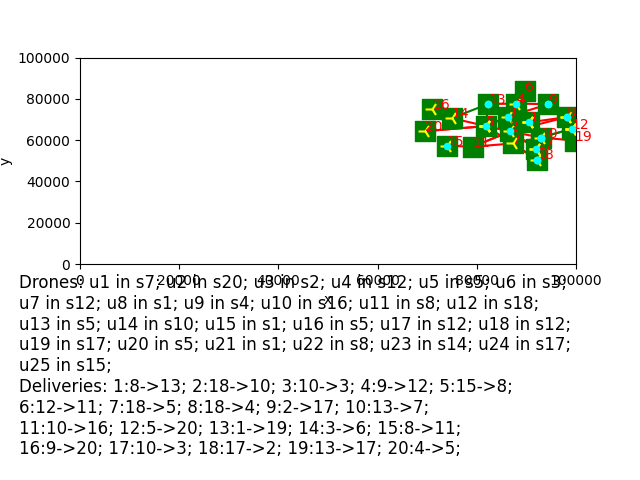 100000
80000
60000
40000
20000
0
y
0 20000 40000 60000 80000 100000
x
Drones: u1 in s7; u2 in s20; u3 in s2; u4 in s12; u5 in s5; u6 in s3;
u7 in s12; u8 in s1; u9 in s4; u10 in s16; u11 in s8; u12 in s18;
u13 in s5; u14 in s10; u15 in s1; u16 in s5; u17 in s12; u18 in s12;
u19 in s17; u20 in s5; u21 in s1; u22 in s8; u23 in s14; u24 in s17;
u25 in s15;
Deliveries: 1:8->13; 2:18->10; 3:10->3; 4:9->12; 5:15->8;
6:12->11; 7:18->5; 8:18->4; 9:2->17; 10:13->7;
11:10->16; 12:5->20; 13:1->19; 14:3->6; 15:8->11;
16:9->20; 17:10->3; 18:17->2; 19:13->17; 20:4->5;
12
19